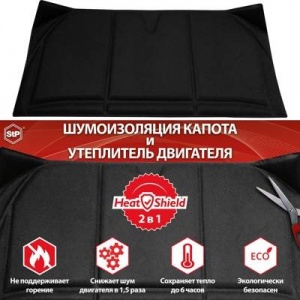 StP
ШУМОИЗОЛЯЦИЯ КАПОТА
и
УТЕПЛИТЕЛЬ ДВИГАТЕЛЯ
Heat Shield
2 в 1
ECO
Не поддерживает горение
Снижает шум двигателя в 1,5 раза
Сохраняет тепло до 6 часов
Экологически безопасен